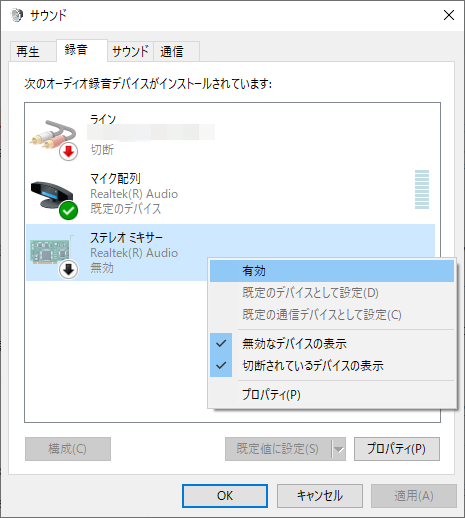 サウンド
再生
録音
サウンド
通信
次のオーディオ録音デバイスがインストールされています:
ライン
切断
マイク配列
Realtek(R) Audio
既定のデバイス
ステレオ ミキサー
Realtek(R) Audio
無効
有効
既定のデバイスとして設定(D)
既定の通信デバイスとして設定(C)
無効なデバイスの表示
切断されているデバイスの表示
プロパティ(P)
構成(C)
既定値に設定(S)
プロパティ(P)
OK
キャンセル
適用(A)